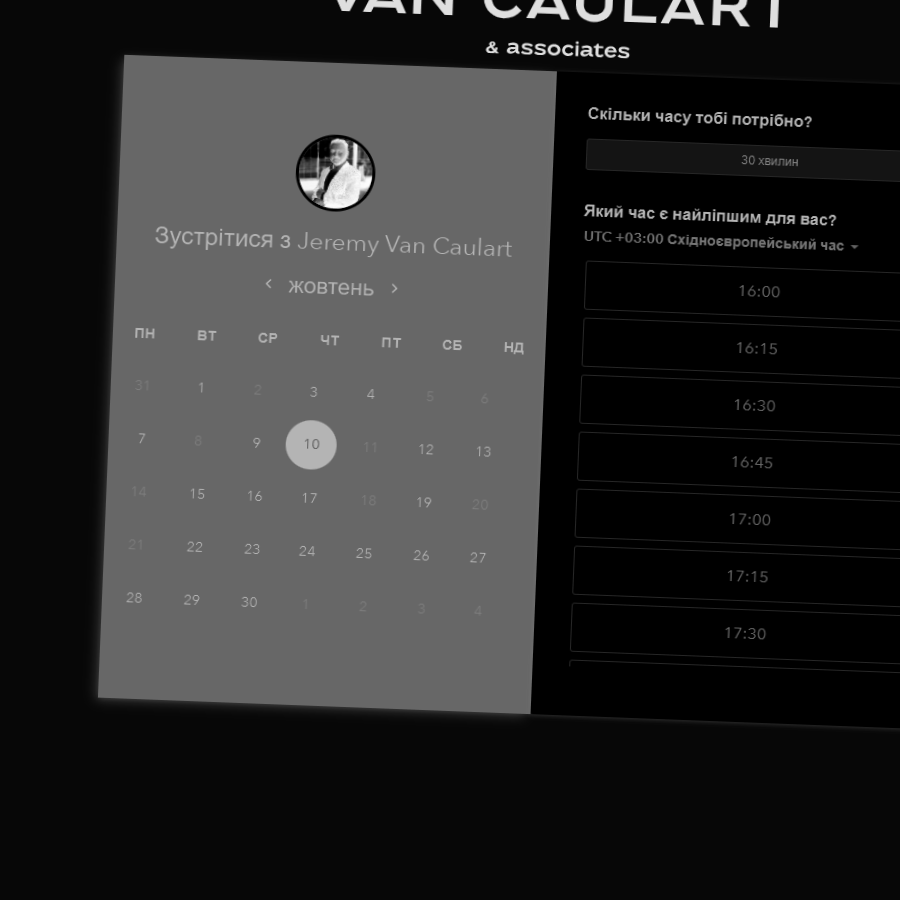 VAN CAULART
& associates
Зустрітися з Jeremy Van Caulart
жовтень
ПН ВТ СР ЧТ ПТ СБ НД
31 1 2 3 4 5 6
7 8 9 10 11 12 13
14 15 16 17 18 19 20
21 22 23 24 25 26 27
28 29 30 1 2 3 4
Скільки часу тобі потрібно?
30 хвилин
Який час є найліпшим для вас?
UTC +03:00 Східноєвропейський час
16:00
16:15
16:30
16:45
17:00
17:15
17:30